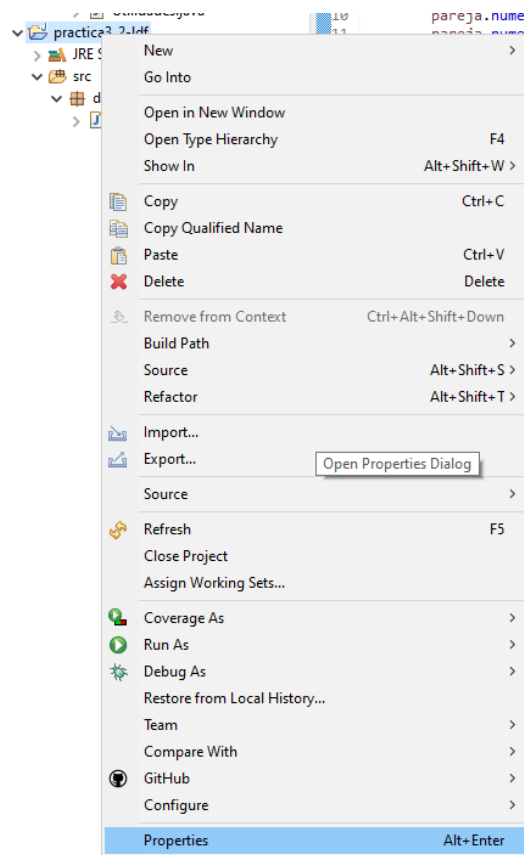 Utilidades.java
10 pareja.nume
practica3_2-ldf
11 pareja.nume
JRE S
New
src
Go Into
d
Open in New Window
Open Type Hierarchy F4
Show In Alt+Shift+W >
Copy Ctrl+C
Copy Qualified Name
Paste Ctrl+V
Delete Delete
Remove from Context Ctrl+Alt+Shift+Down
Build Path
Source Alt+Shift+S >
Refactor Alt+Shift+T >
Import...
Export...
Open Properties Dialog
Source
Refresh F5
Close Project
Assign Working Sets...
Coverage As
Run As
Debug As
Restore from Local History...
Team
Compare With
GitHub
Configure
Properties Alt+Enter